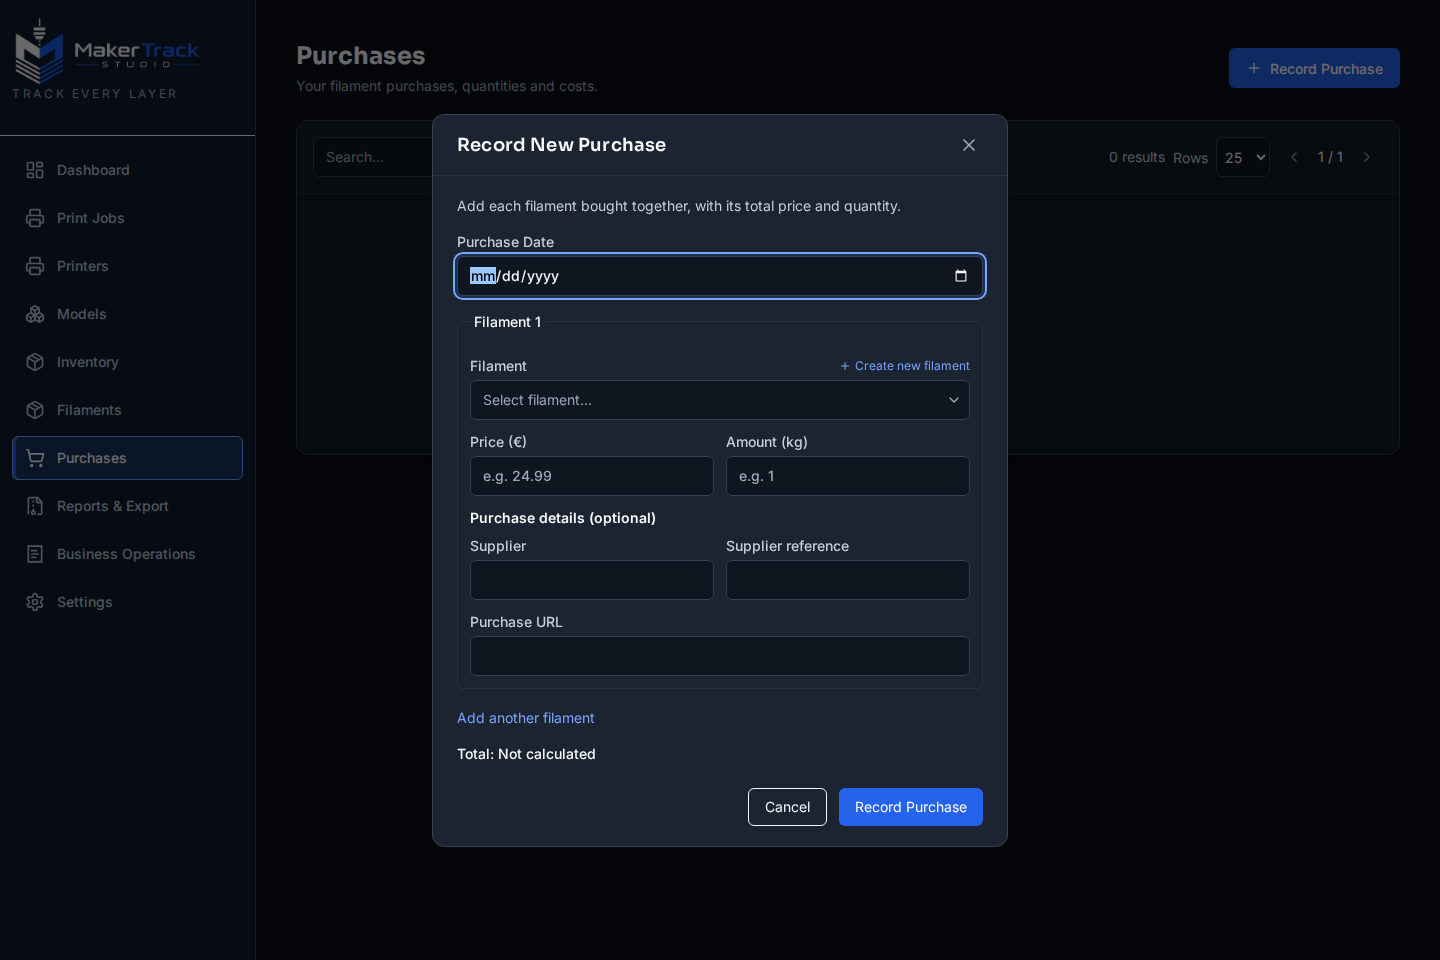 MakerTrack
STUDIO
TRACK EVERY LAYER
Dashboard
Print Jobs
Printers
Models
Inventory
Filaments
Purchases
Reports & Export
Business Operations
Settings
Purchases
Your filament purchases, quantities and costs.
Record Purchase
Search...
0 results Rows 25 1 / 1
Record New Purchase
Add each filament bought together, with its total price and quantity.
Purchase Date
mm/dd/yyyy
Filament 1
Filament
Create new filament
Select filament...
Price (€) Amount (kg)
e.g. 24.99 e.g. 1
Purchase details (optional)
Supplier Supplier reference
Purchase URL
Add another filament
Total: Not calculated
Cancel Record Purchase